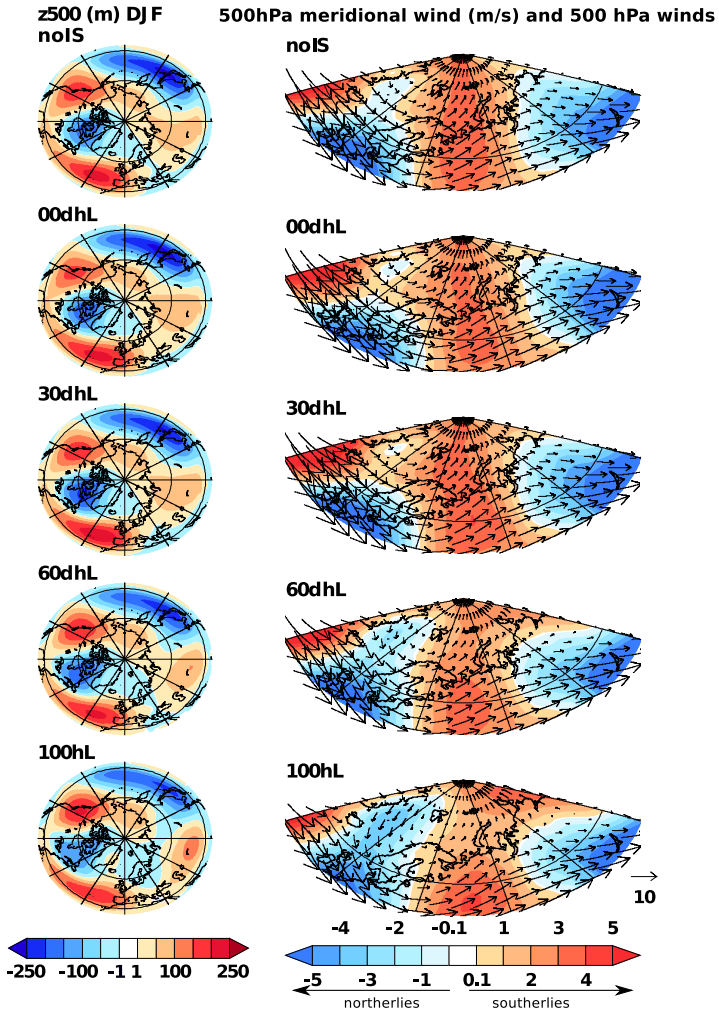 z500 (m) DJF
500hPa meridional wind (m/s) and 500 hPa winds
noIS
noIS
00dhL
00dhL
30dhL
30dhL
60dhL
60dhL
100hL
100hL
10
-250 -100 -1 1 100 250
-4 -2 -0.1 1 3 5
-5 -3 -1 0.1 2 4
northerlies southerlies